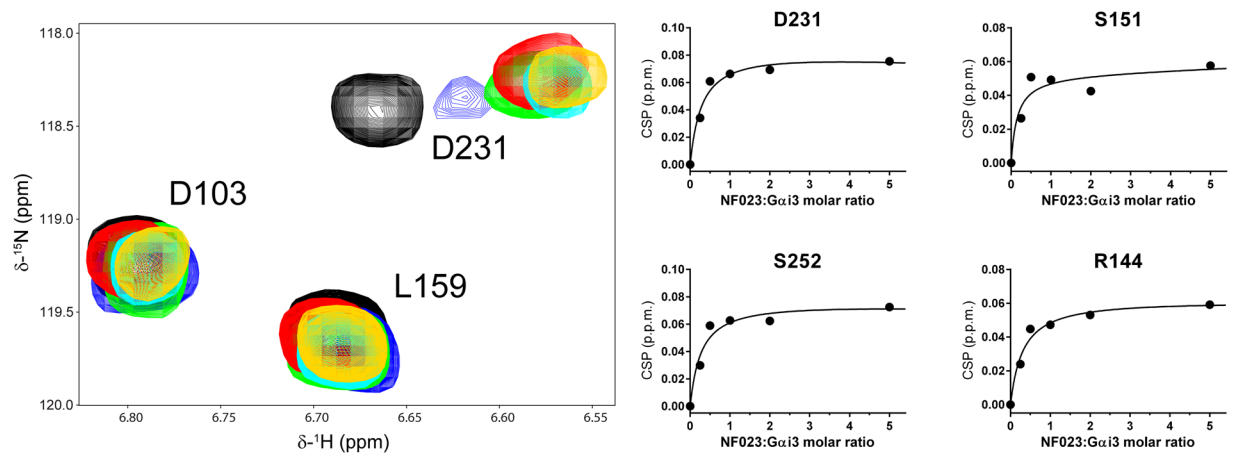 118.0
118.5
119.0
119.5
120.0
δ-¹⁵N (ppm)
D231
D103
L159
6.80
6.75
6.70
6.65
6.60
6.55
δ-¹H (ppm)
D231
CSP (p.p.m.)
0.10
0.08
0.06
0.04
0.02
0.00
0 1 2 3 4 5
NF023:Gαi3 molar ratio
S151
CSP (p.p.m.)
0.08
0.06
0.04
0.02
0.00
0 1 2 3 4 5
NF023:Gαi3 molar ratio
S252
CSP (p.p.m.)
0.10
0.08
0.06
0.04
0.02
0.00
0 1 2 3 4 5
NF023:Gαi3 molar ratio
R144
CSP (p.p.m.)
0.08
0.06
0.04
0.02
0.00
0 1 2 3 4 5
NF023:Gαi3 molar ratio